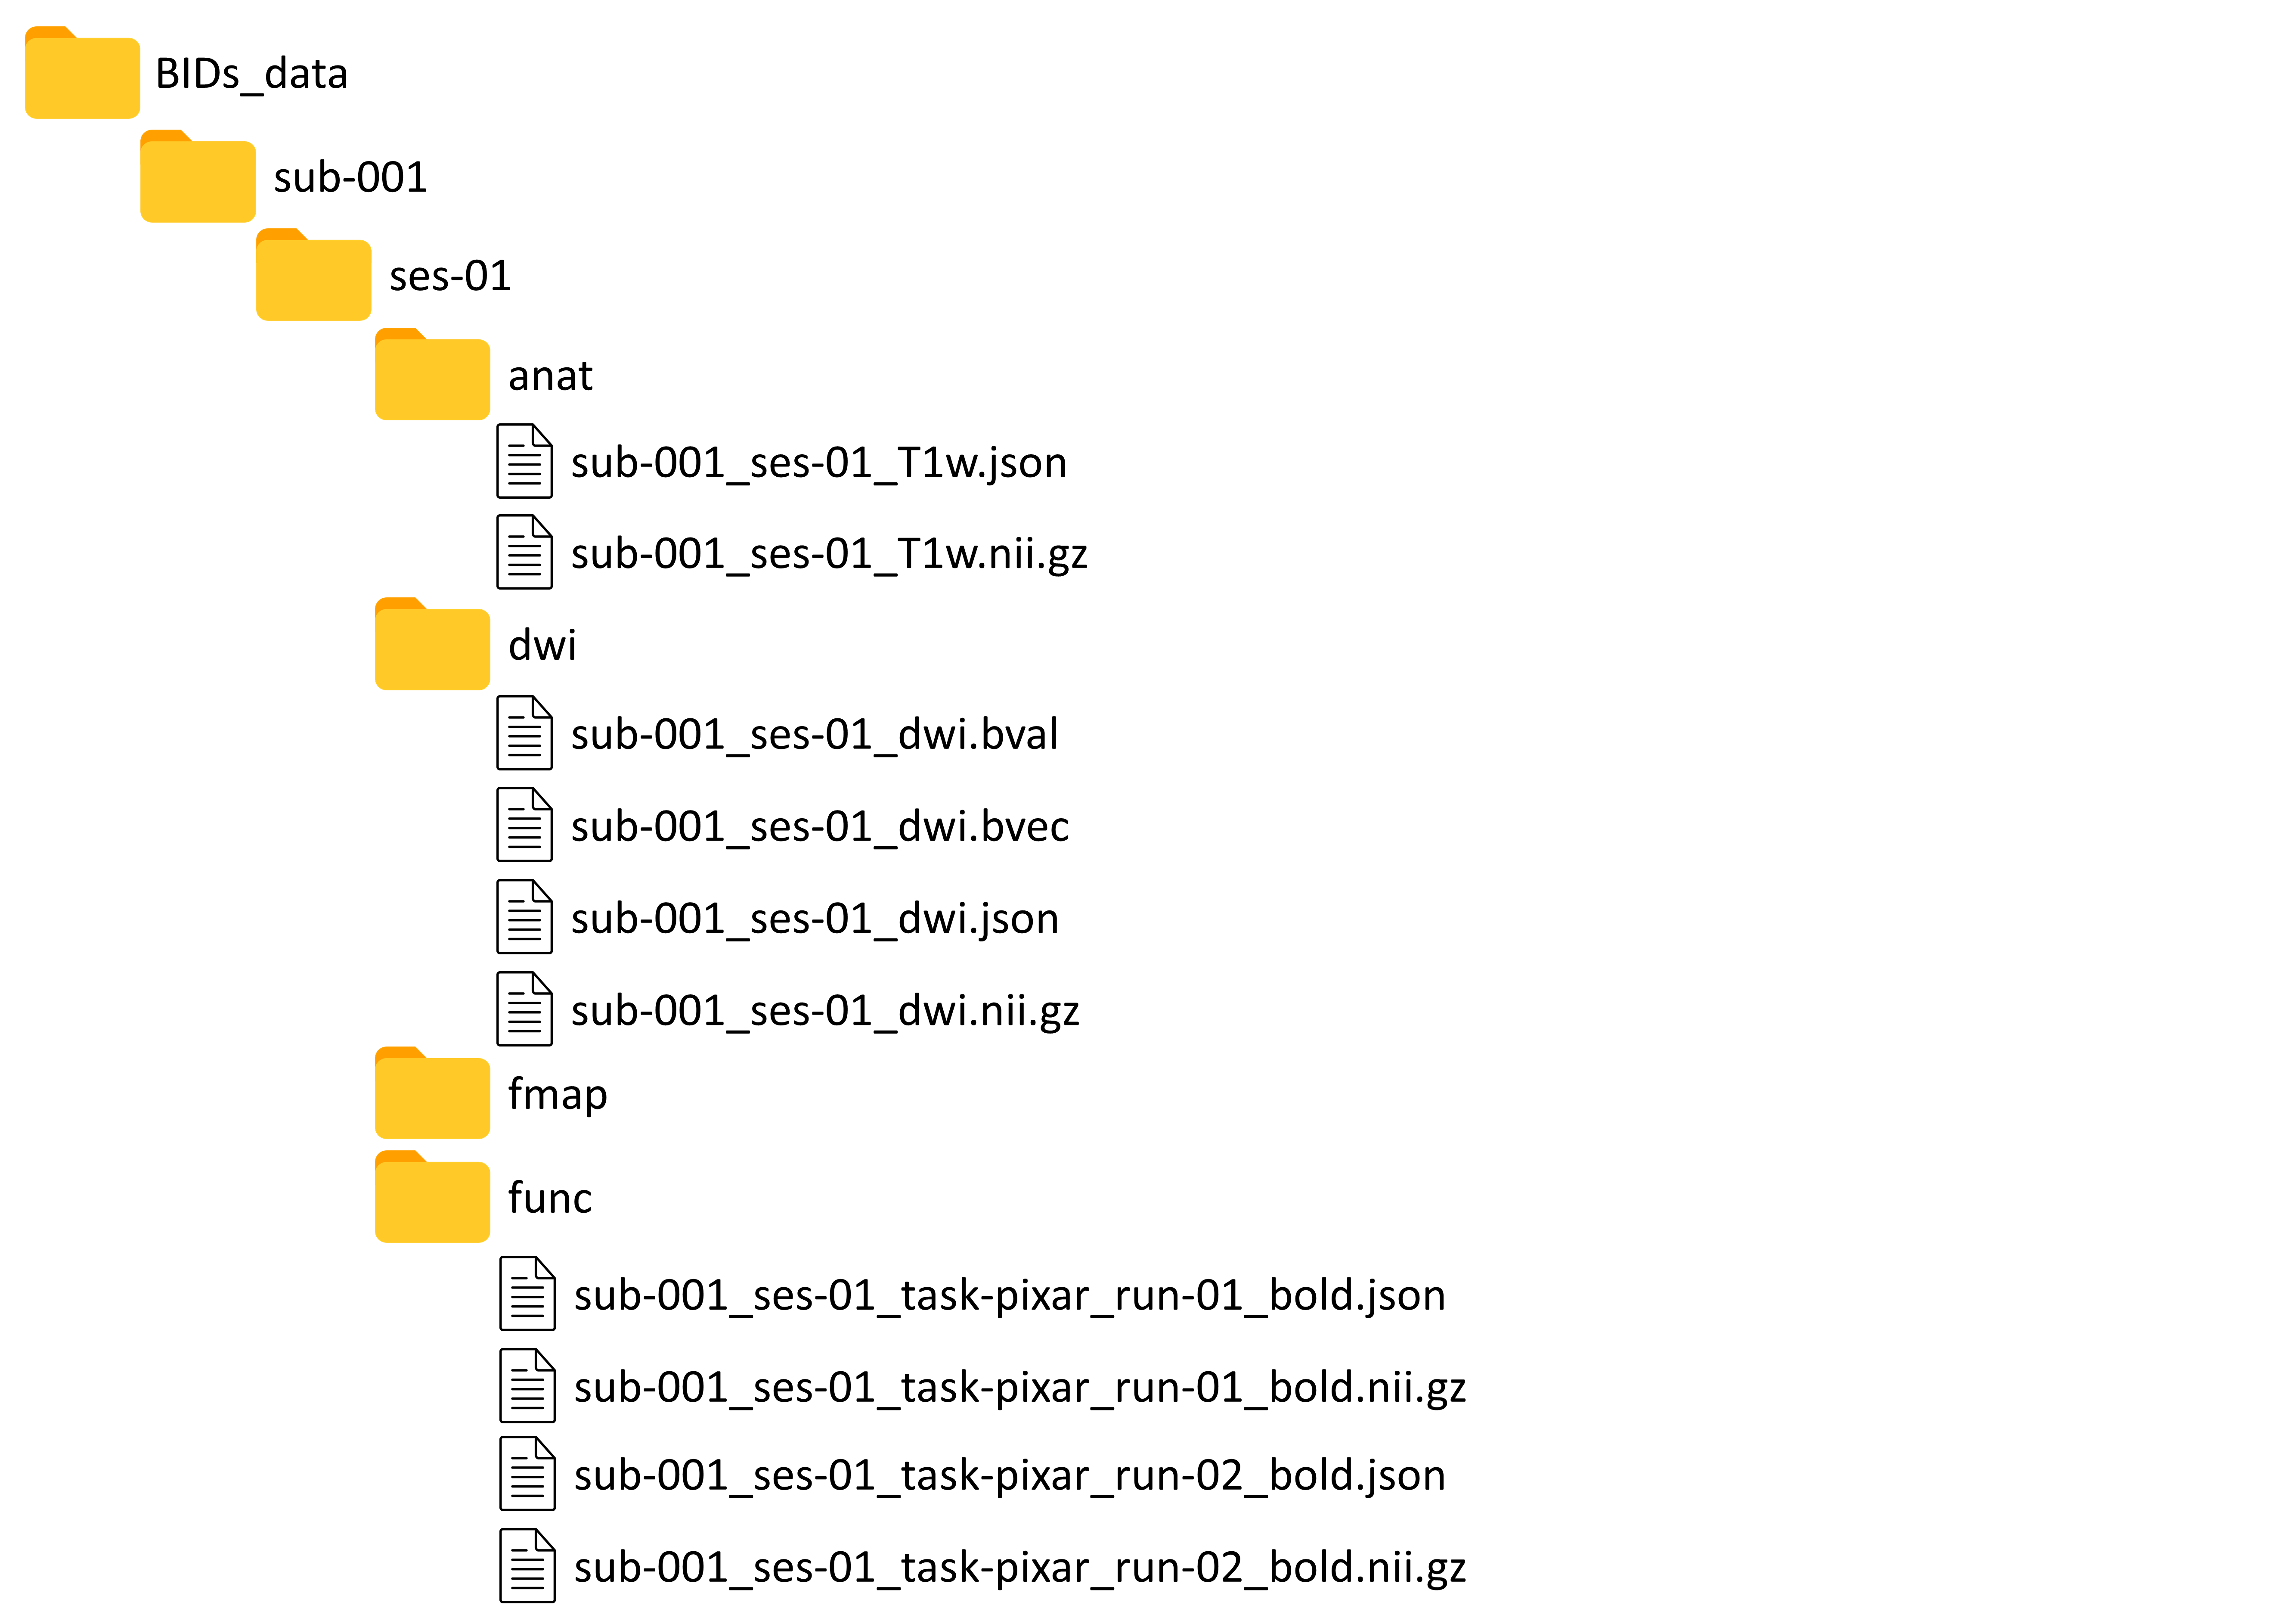 BIDs_data
sub-001
ses-01
anat
sub-001_ses-01_T1w.json
sub-001_ses-01_T1w.nii.gz
dwi
sub-001_ses-01_dwi.bval
sub-001_ses-01_dwi.bvec
sub-001_ses-01_dwi.json
sub-001_ses-01_dwi.nii.gz
fmap
func
sub-001_ses-01_task-pixar_run-01_bold.json
sub-001_ses-01_task-pixar_run-01_bold.nii.gz
sub-001_ses-01_task-pixar_run-02_bold.json
sub-001_ses-01_task-pixar_run-02_bold.nii.gz